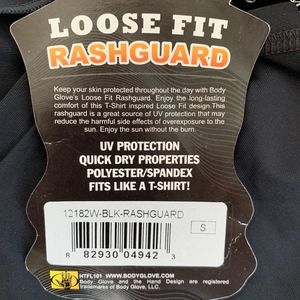 LOOSE FIT
RASHGUARD
Keep your skin protected throughout the day with Body
Glove's Loose Fit Rashguard. Enjoy the long-lasting
comfort of this T-Shirt inspired Loose Fit design.This
rashguard is a great source of UV protection that may
reduce the harmful side effects of overexposure to the
sun. Enjoy the sun without the burn.
UV PROTECTION
QUICK DRY PROPERTIES
POLYESTER/SPANDEX
FITS LIKE A T-SHIRT!
12182W-BLK-RASHGUARD
S
8 82930 04942 3
HTFL101 WWW.BODYGLOVE.COM
Body Glove and the Hand Design are registered
trademarks of Body Glove, LLC.